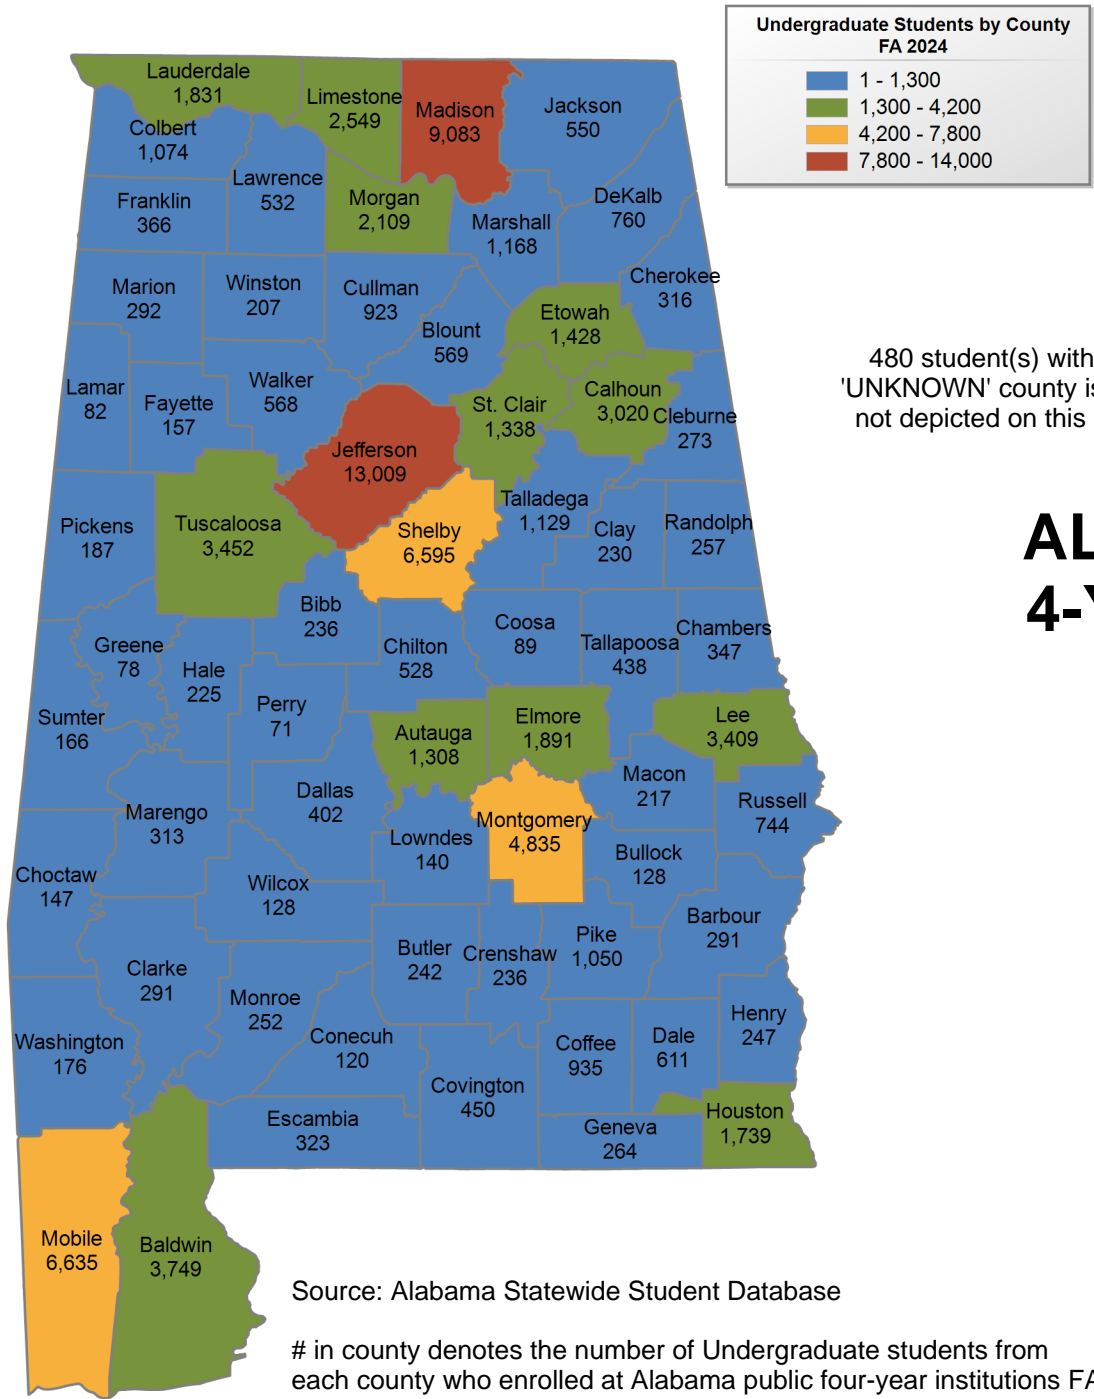 Undergraduate Students by County
FA 2024
1 - 1,300
1,300 - 4,200
4,200 - 7,800
7,800 - 14,000
Lauderdale
1,831
Limestone
2,549
Madison
9,083
Jackson
550
Colbert
1,074
Lawrence
532
Franklin
366
Morgan
2,109
Marshall
1,168
DeKalb
760
Cherokee
316
Marion
292
Winston
207
Cullman
923
Blount
569
Etowah
1,428
480 student(s) with
'UNKNOWN' county is
not depicted on this
Lamar
82
Fayette
157
Walker
568
St. Clair
1,338
Calhoun
3,020
Cleburne
273
Jefferson
13,009
Pickens
187
Tuscaloosa
3,452
Shelby
6,595
Talladega
1,129
Clay
230
Randolph
257
AL
4-Y
Bibb
236
Chilton
528
Coosa
89
Tallapoosa
438
Chambers
347
Greene
78
Hale
225
Perry
71
Sumter
166
Autauga
1,308
Elmore
1,891
Lee
3,409
Dallas
402
Macon
217
Russell
744
Marengo
313
Lowndes
140
Montgomery
4,835
Bullock
128
Choctaw
147
Wilcox
128
Barbour
291
Clarke
291
Butler
242
Crenshaw
236
Pike
1,050
Monroe
252
Henry
247
Washington
176
Conecuh
120
Coffee
935
Dale
611
Covington
450
Escambia
323
Geneva
264
Houston
1,739
Mobile
6,635
Baldwin
3,749
Source: Alabama Statewide Student Database
# in county denotes the number of Undergraduate students from
each county who enrolled at Alabama public four-year institutions FA